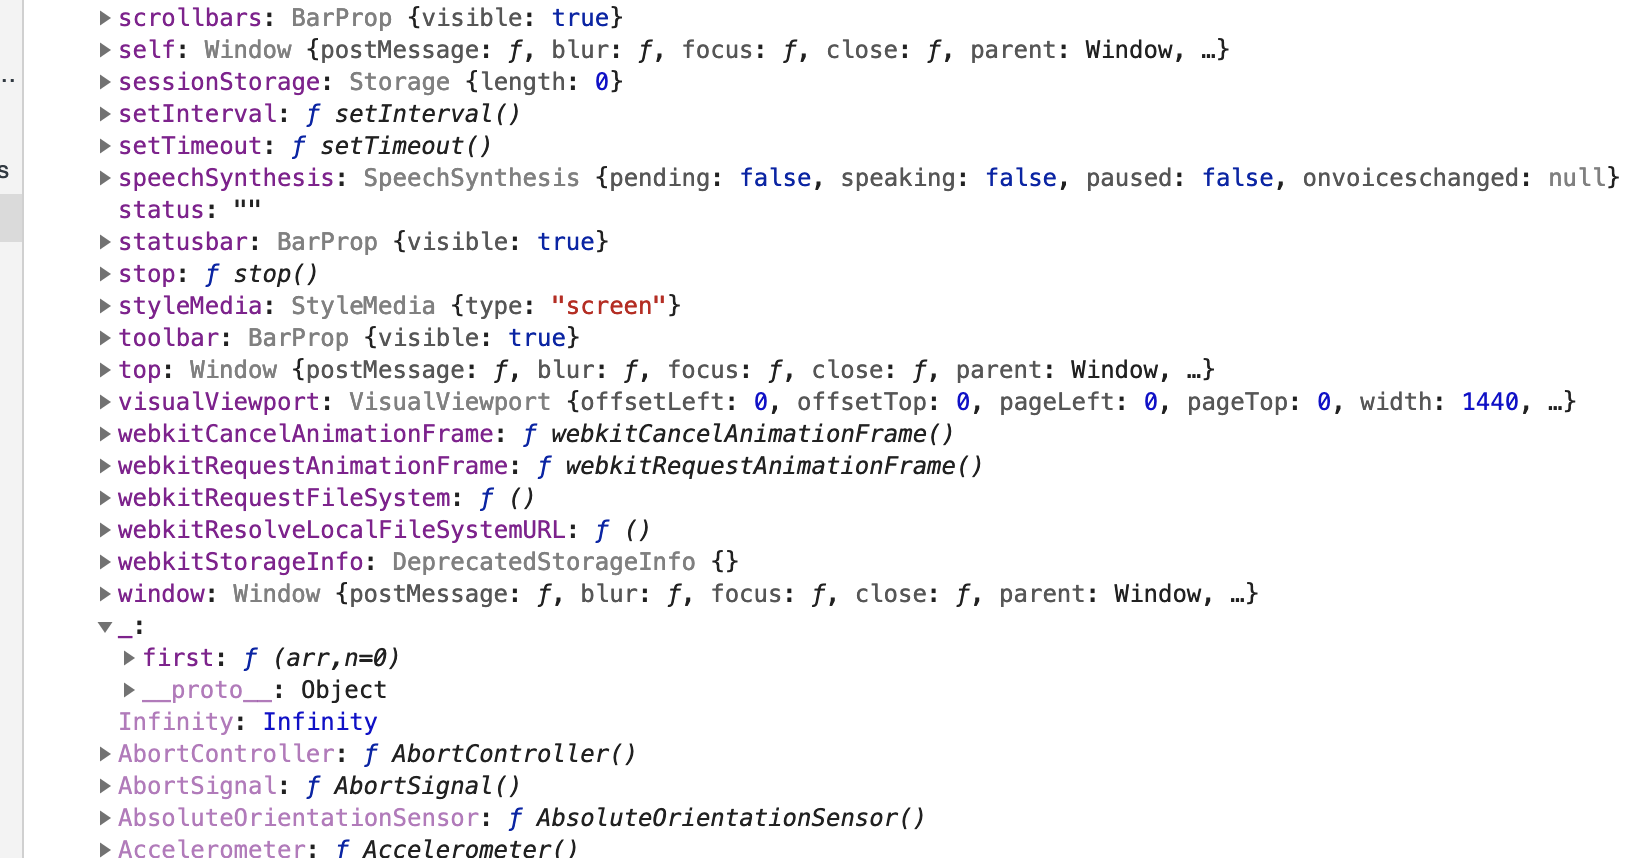 scrollbars: BarProp {visible: true}
self: Window {postMessage: ƒ, blur: ƒ, focus: ƒ, close: ƒ, parent: Window, …}
sessionStorage: Storage {length: 0}
setInterval: ƒ setInterval()
setTimeout: ƒ setTimeout()
speechSynthesis: SpeechSynthesis {pending: false, speaking: false, paused: false, onvoiceschanged: null}
status: ""
statusbar: BarProp {visible: true}
stop: ƒ stop()
styleMedia: StyleMedia {type: "screen"}
toolbar: BarProp {visible: true}
top: Window {postMessage: ƒ, blur: ƒ, focus: ƒ, close: ƒ, parent: Window, …}
visualViewport: VisualViewport {offsetLeft: 0, offsetTop: 0, pageLeft: 0, pageTop: 0, width: 1440, …}
webkitCancelAnimationFrame: ƒ webkitCancelAnimationFrame()
webkitRequestAnimationFrame: ƒ webkitRequestAnimationFrame()
webkitRequestFileSystem: ƒ ()
webkitResolveLocalFileSystemURL: ƒ ()
webkitStorageInfo: DeprecatedStorageInfo {}
window: Window {postMessage: ƒ, blur: ƒ, focus: ƒ, close: ƒ, parent: Window, …}
_:
first: ƒ (arr,n=0)
__proto__: Object
Infinity: Infinity
AbortController: ƒ AbortController()
AbortSignal: ƒ AbortSignal()
AbsoluteOrientationSensor: ƒ AbsoluteOrientationSensor()
Accelerometer: ƒ Accelerometer()